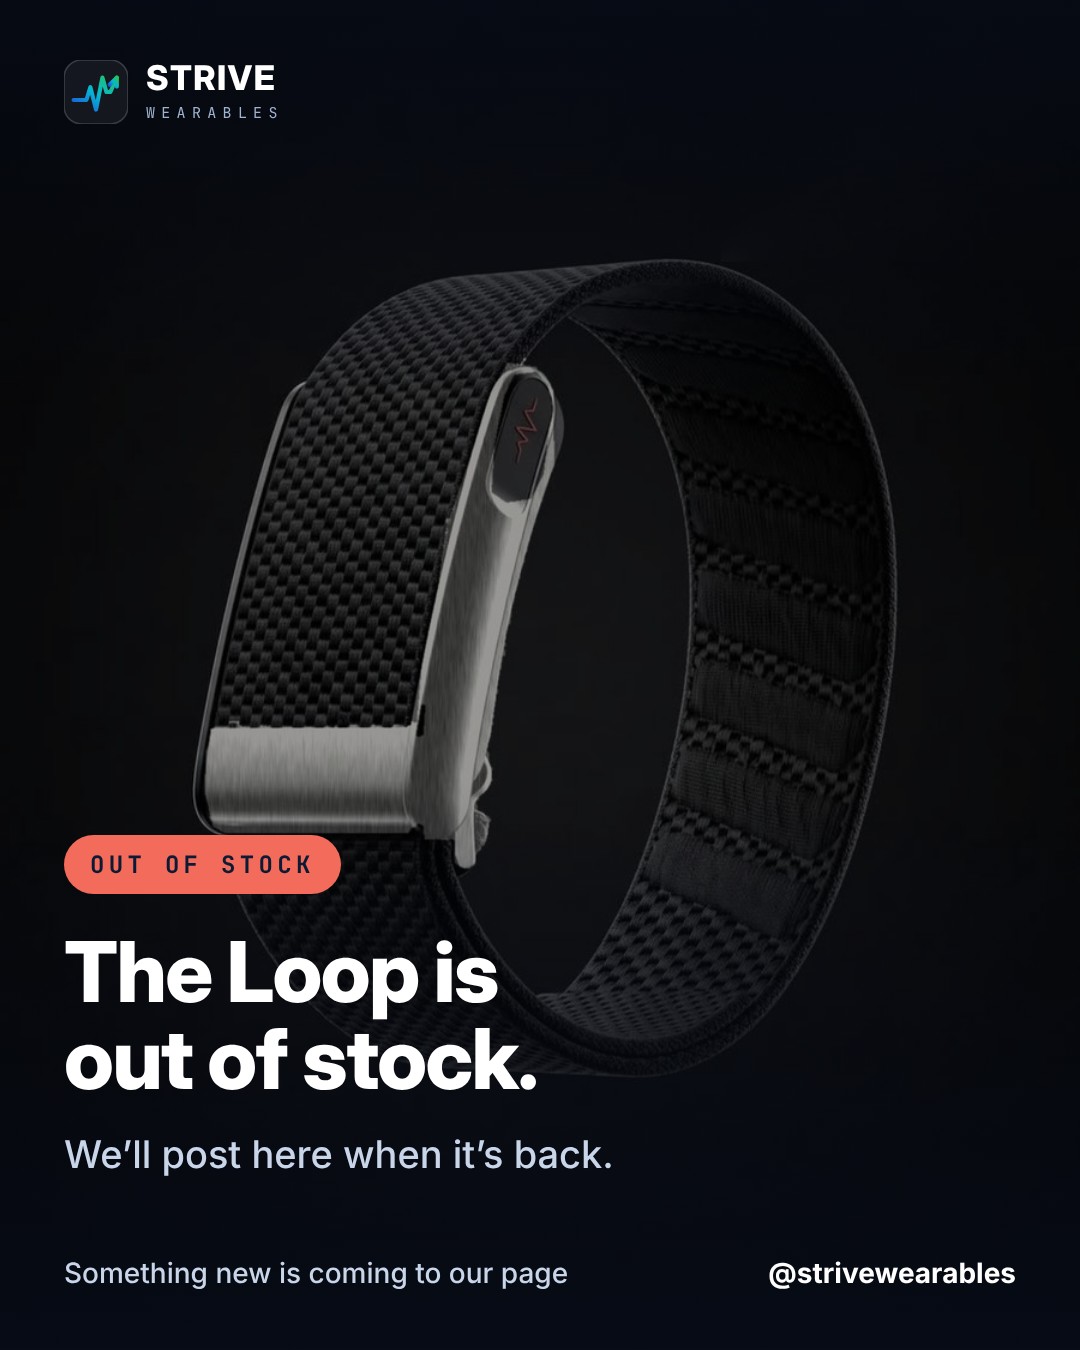 STRIVE
WEARABLES
OUT OF STOCK
The Loop is
out of stock.
We’ll post here when it’s back.
Something new is coming to our page
@strivewearables